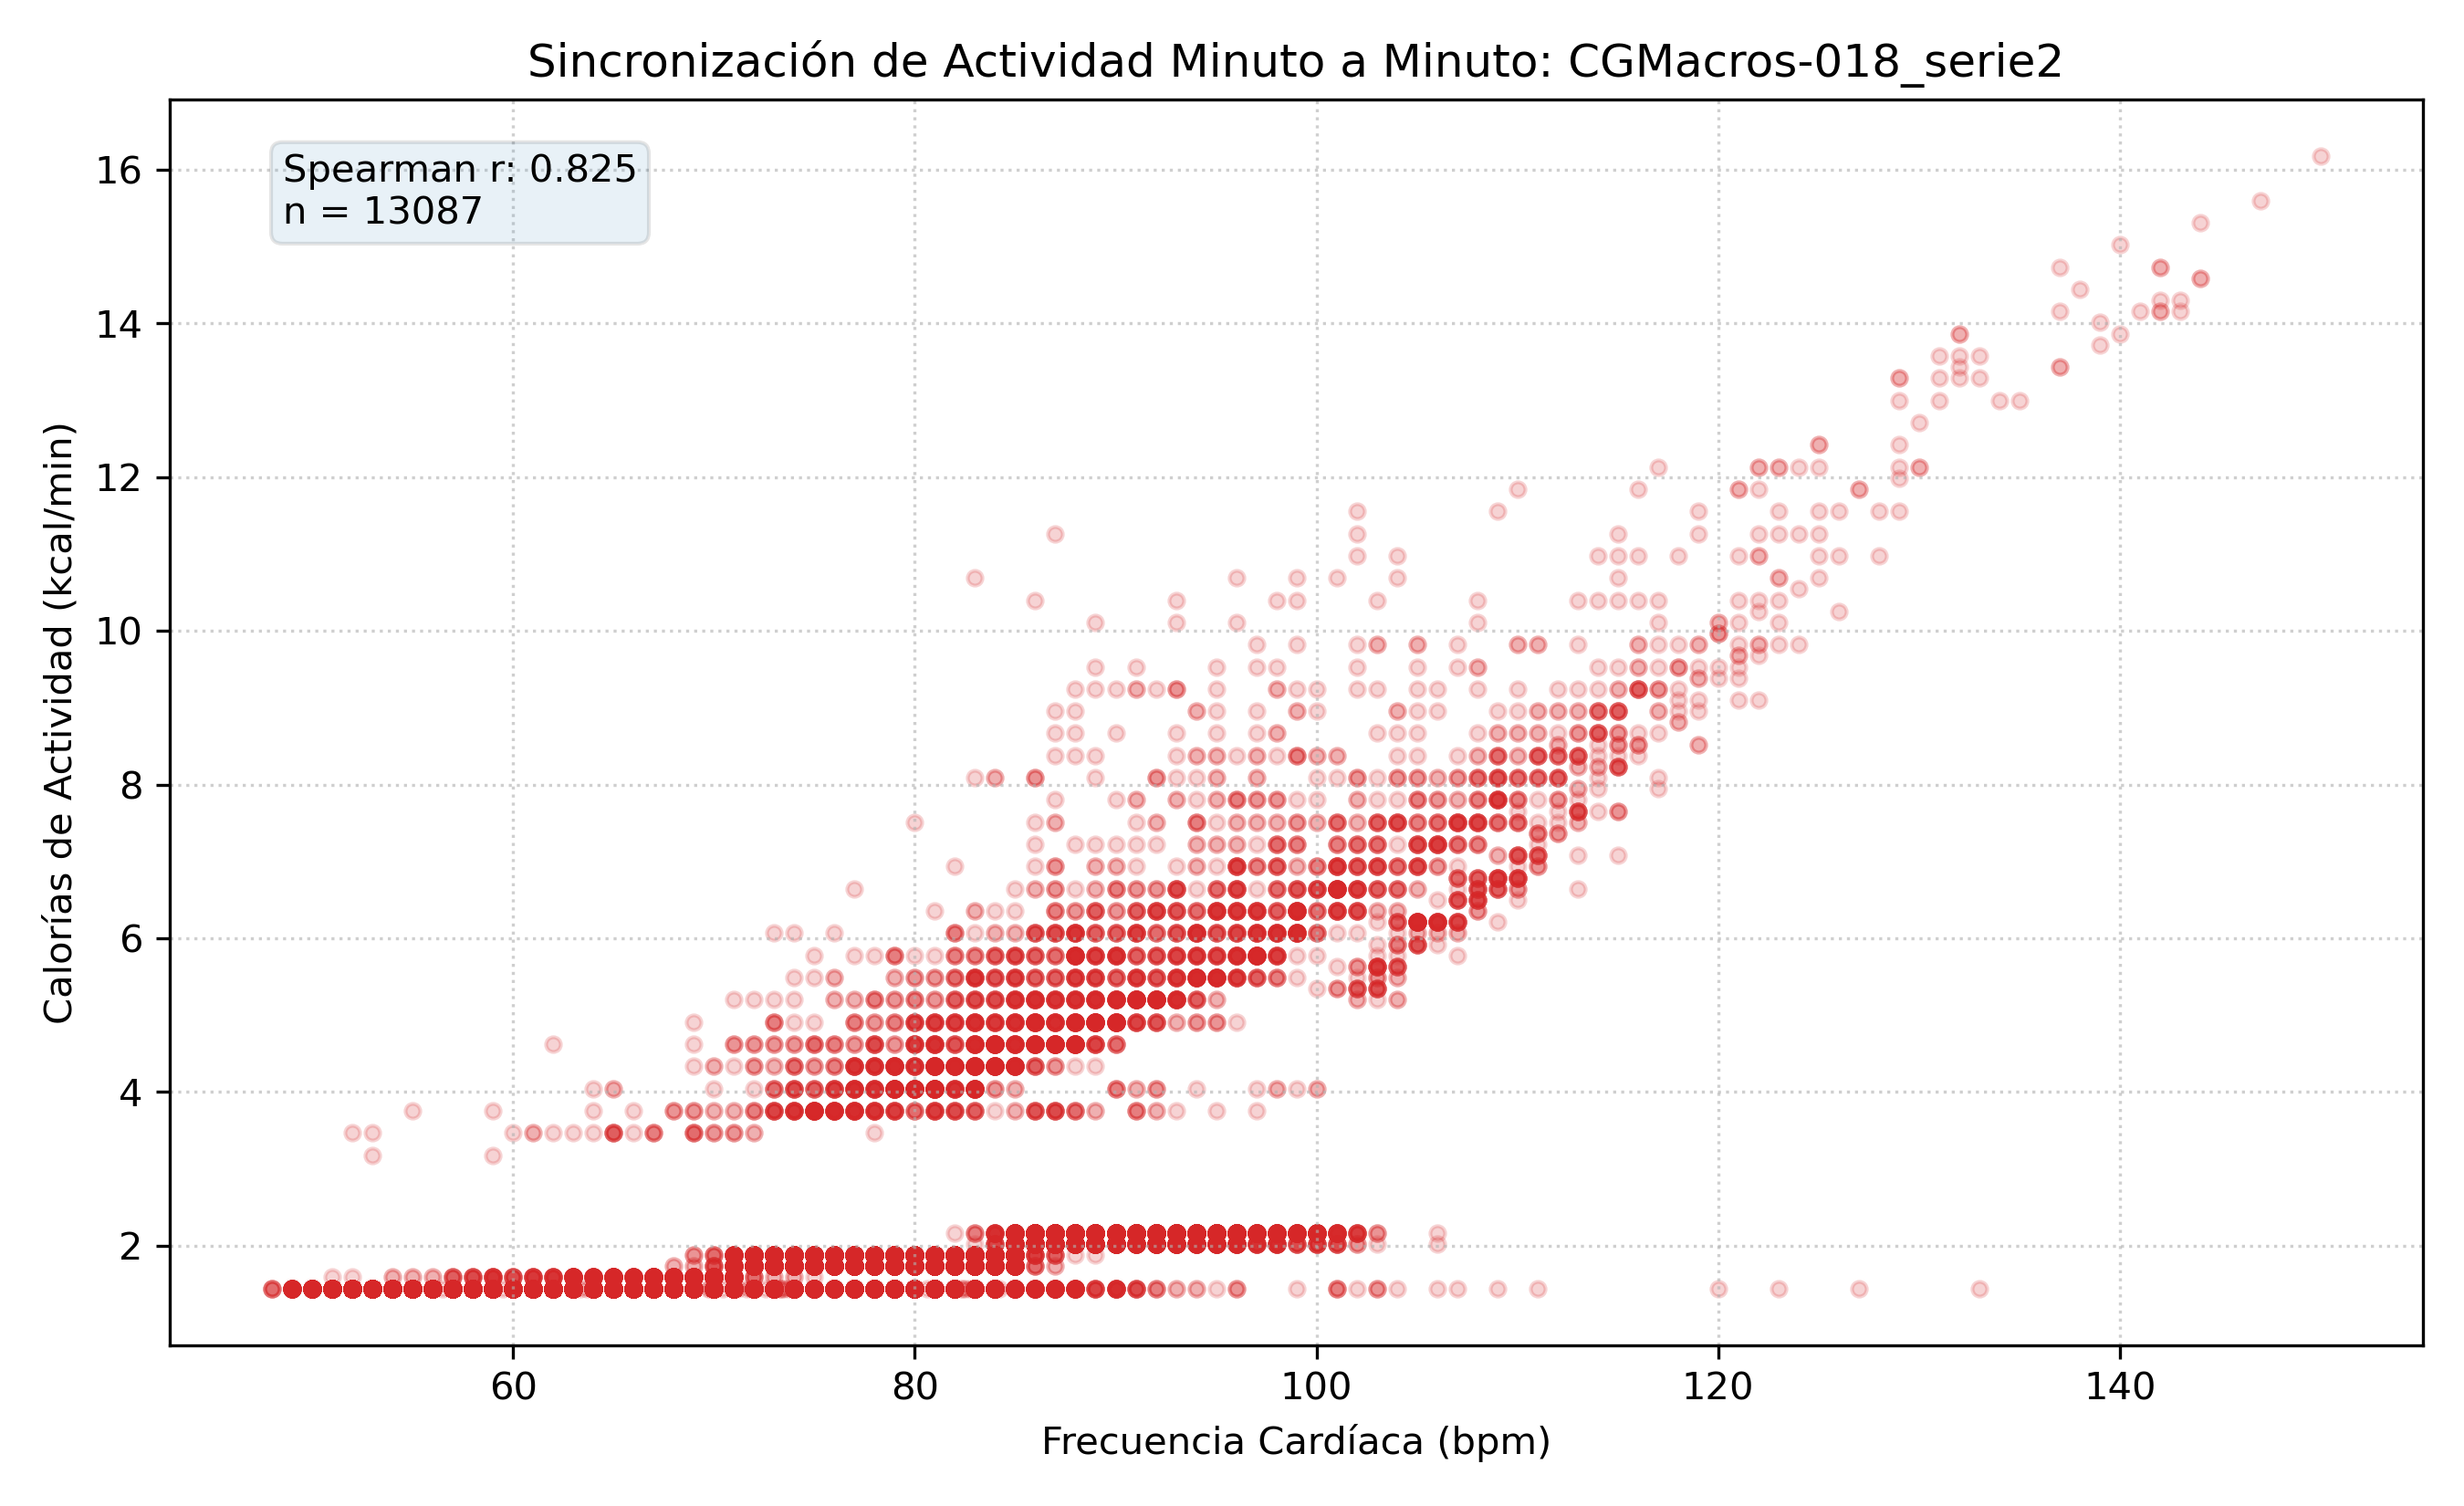 Sincronización de Actividad Minuto a Minuto: CGMacros-018_serie2
Spearman r: 0.825
n = 13087
Calorías de Actividad (kcal/min)
16
14
12
10
8
6
4
2
60
80
100
120
140
Frecuencia Cardíaca (bpm)